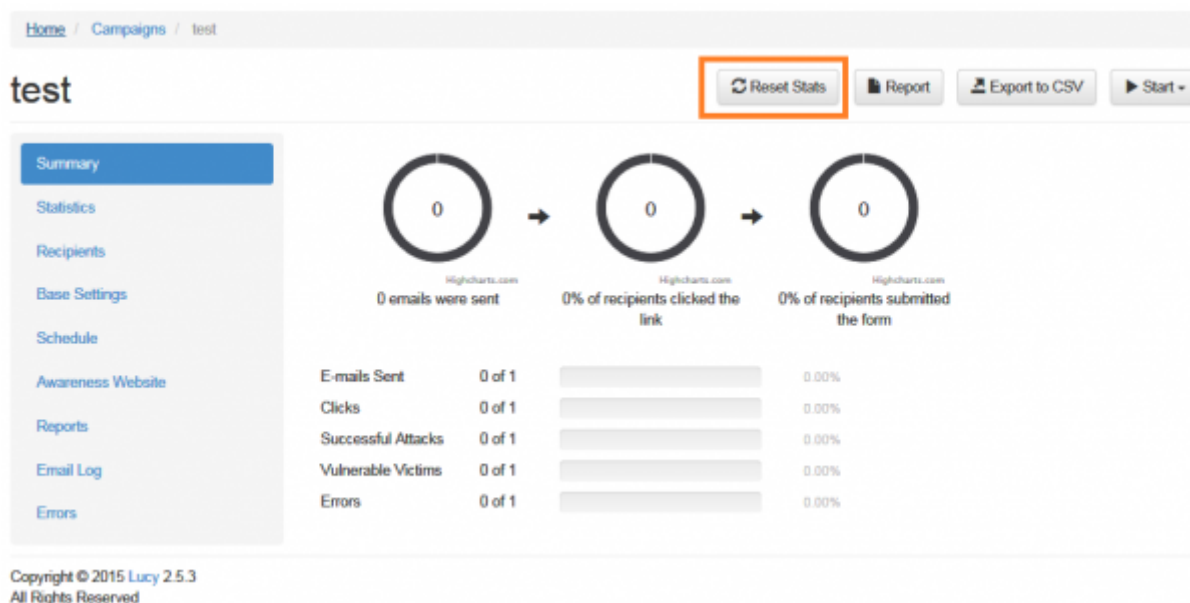 Home / Campaigns / test
test
Reset Stats
Report
Export to CSV
Start
Summary
Statistics
Recipients
Base Settings
Schedule
Awareness Website
Reports
Email Log
Errors
0
0
0
Highcharts.com
Highcharts.com
Highcharts.com
0 emails were sent
0% of recipients clicked the
link
0% of recipients submitted
the form
E-mails Sent 0 of 1 0.00%
Clicks 0 of 1 0.00%
Successful Attacks 0 of 1 0.00%
Vulnerable Victims 0 of 1 0.00%
Errors 0 of 1 0.00%
Copyright © 2015 Lucy 2.5.3
All Rights Reserved